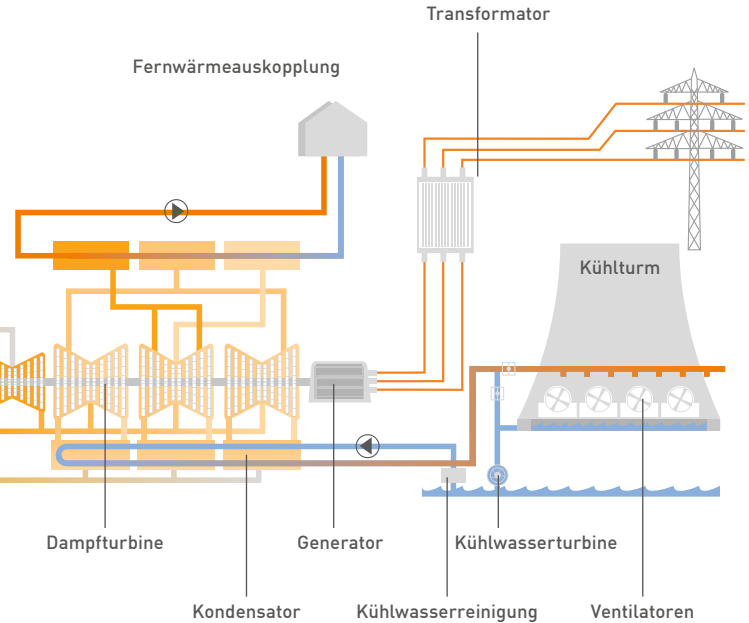 Transformator
Fernwärmeauskopplung
Kühlturm
Dampfturbine
Generator
Kühlwasserturbine
Kondensator
Kühlwasserreinigung
Ventilatoren